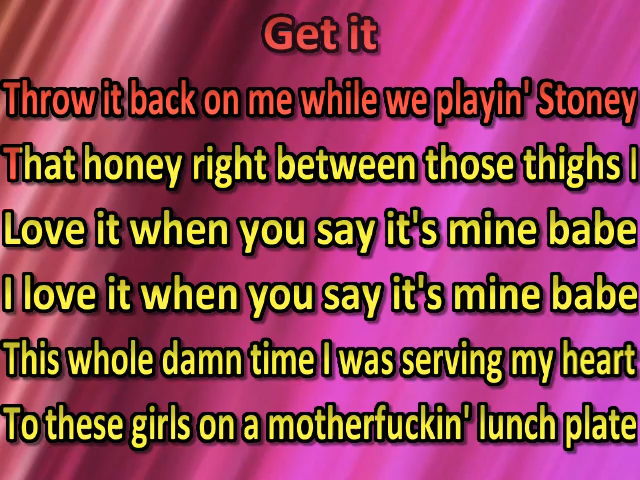 Get it
Throw it back on me while we playin' Stoney
That honey right between those thighs I
Love it when you say it's mine babe
I love it when you say it's mine babe
This whole damn time I was serving my heart
To these girls on a motherfuckin' lunch plate